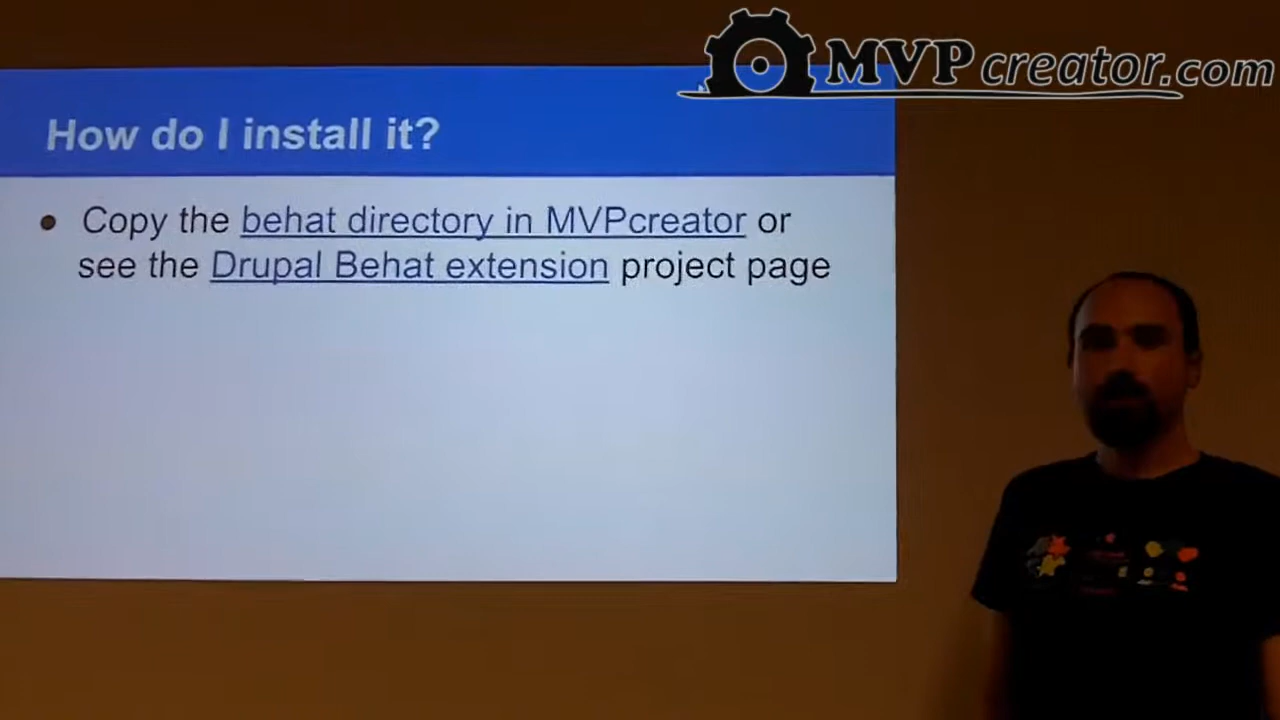 MVPcreator.com
How do I install it?
• Copy the behat directory in MVPcreator or
see the Drupal Behat extension project page